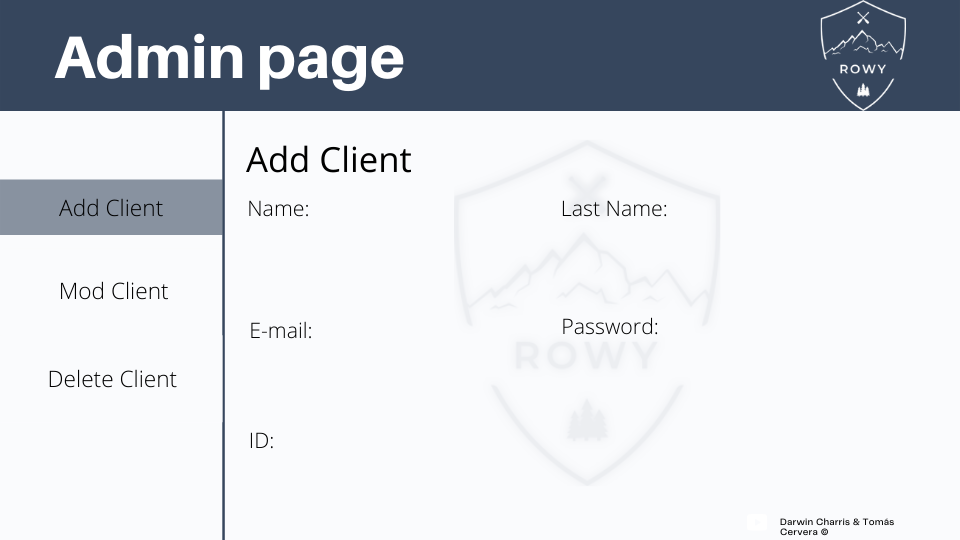 Admin page
ROWY
Add Client
Mod Client
Delete Client
Add Client
Name:
Last Name:
E-mail:
Password:
ROWY
ID:
Darwin Charris & Tomás
Cervera ©